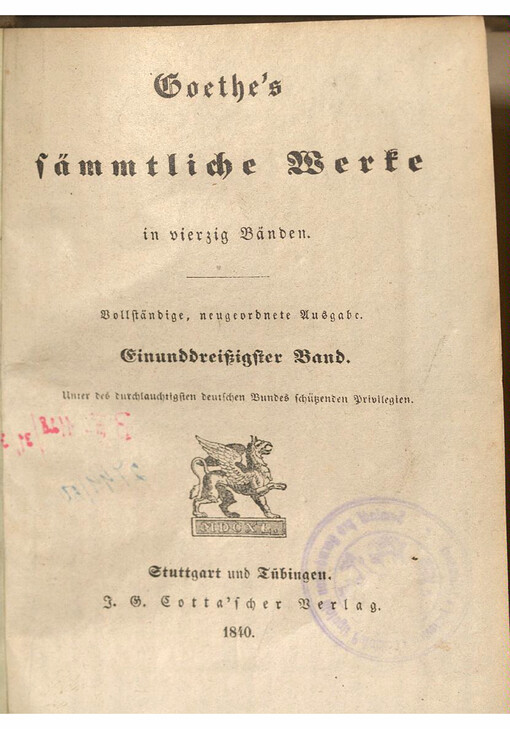 Goethe's
sämmtliche Werke
in vierzig Bänden.
Vollständige, neugeordnete Ausgabe.
Einunddreißigster Band.
Unter des durchlauchtigsten deutschen Bundes schützenden Privilegien.
MDCXL.
Stuttgart und Tübingen.
J. G. Cotta'scher Verlag.
1840.